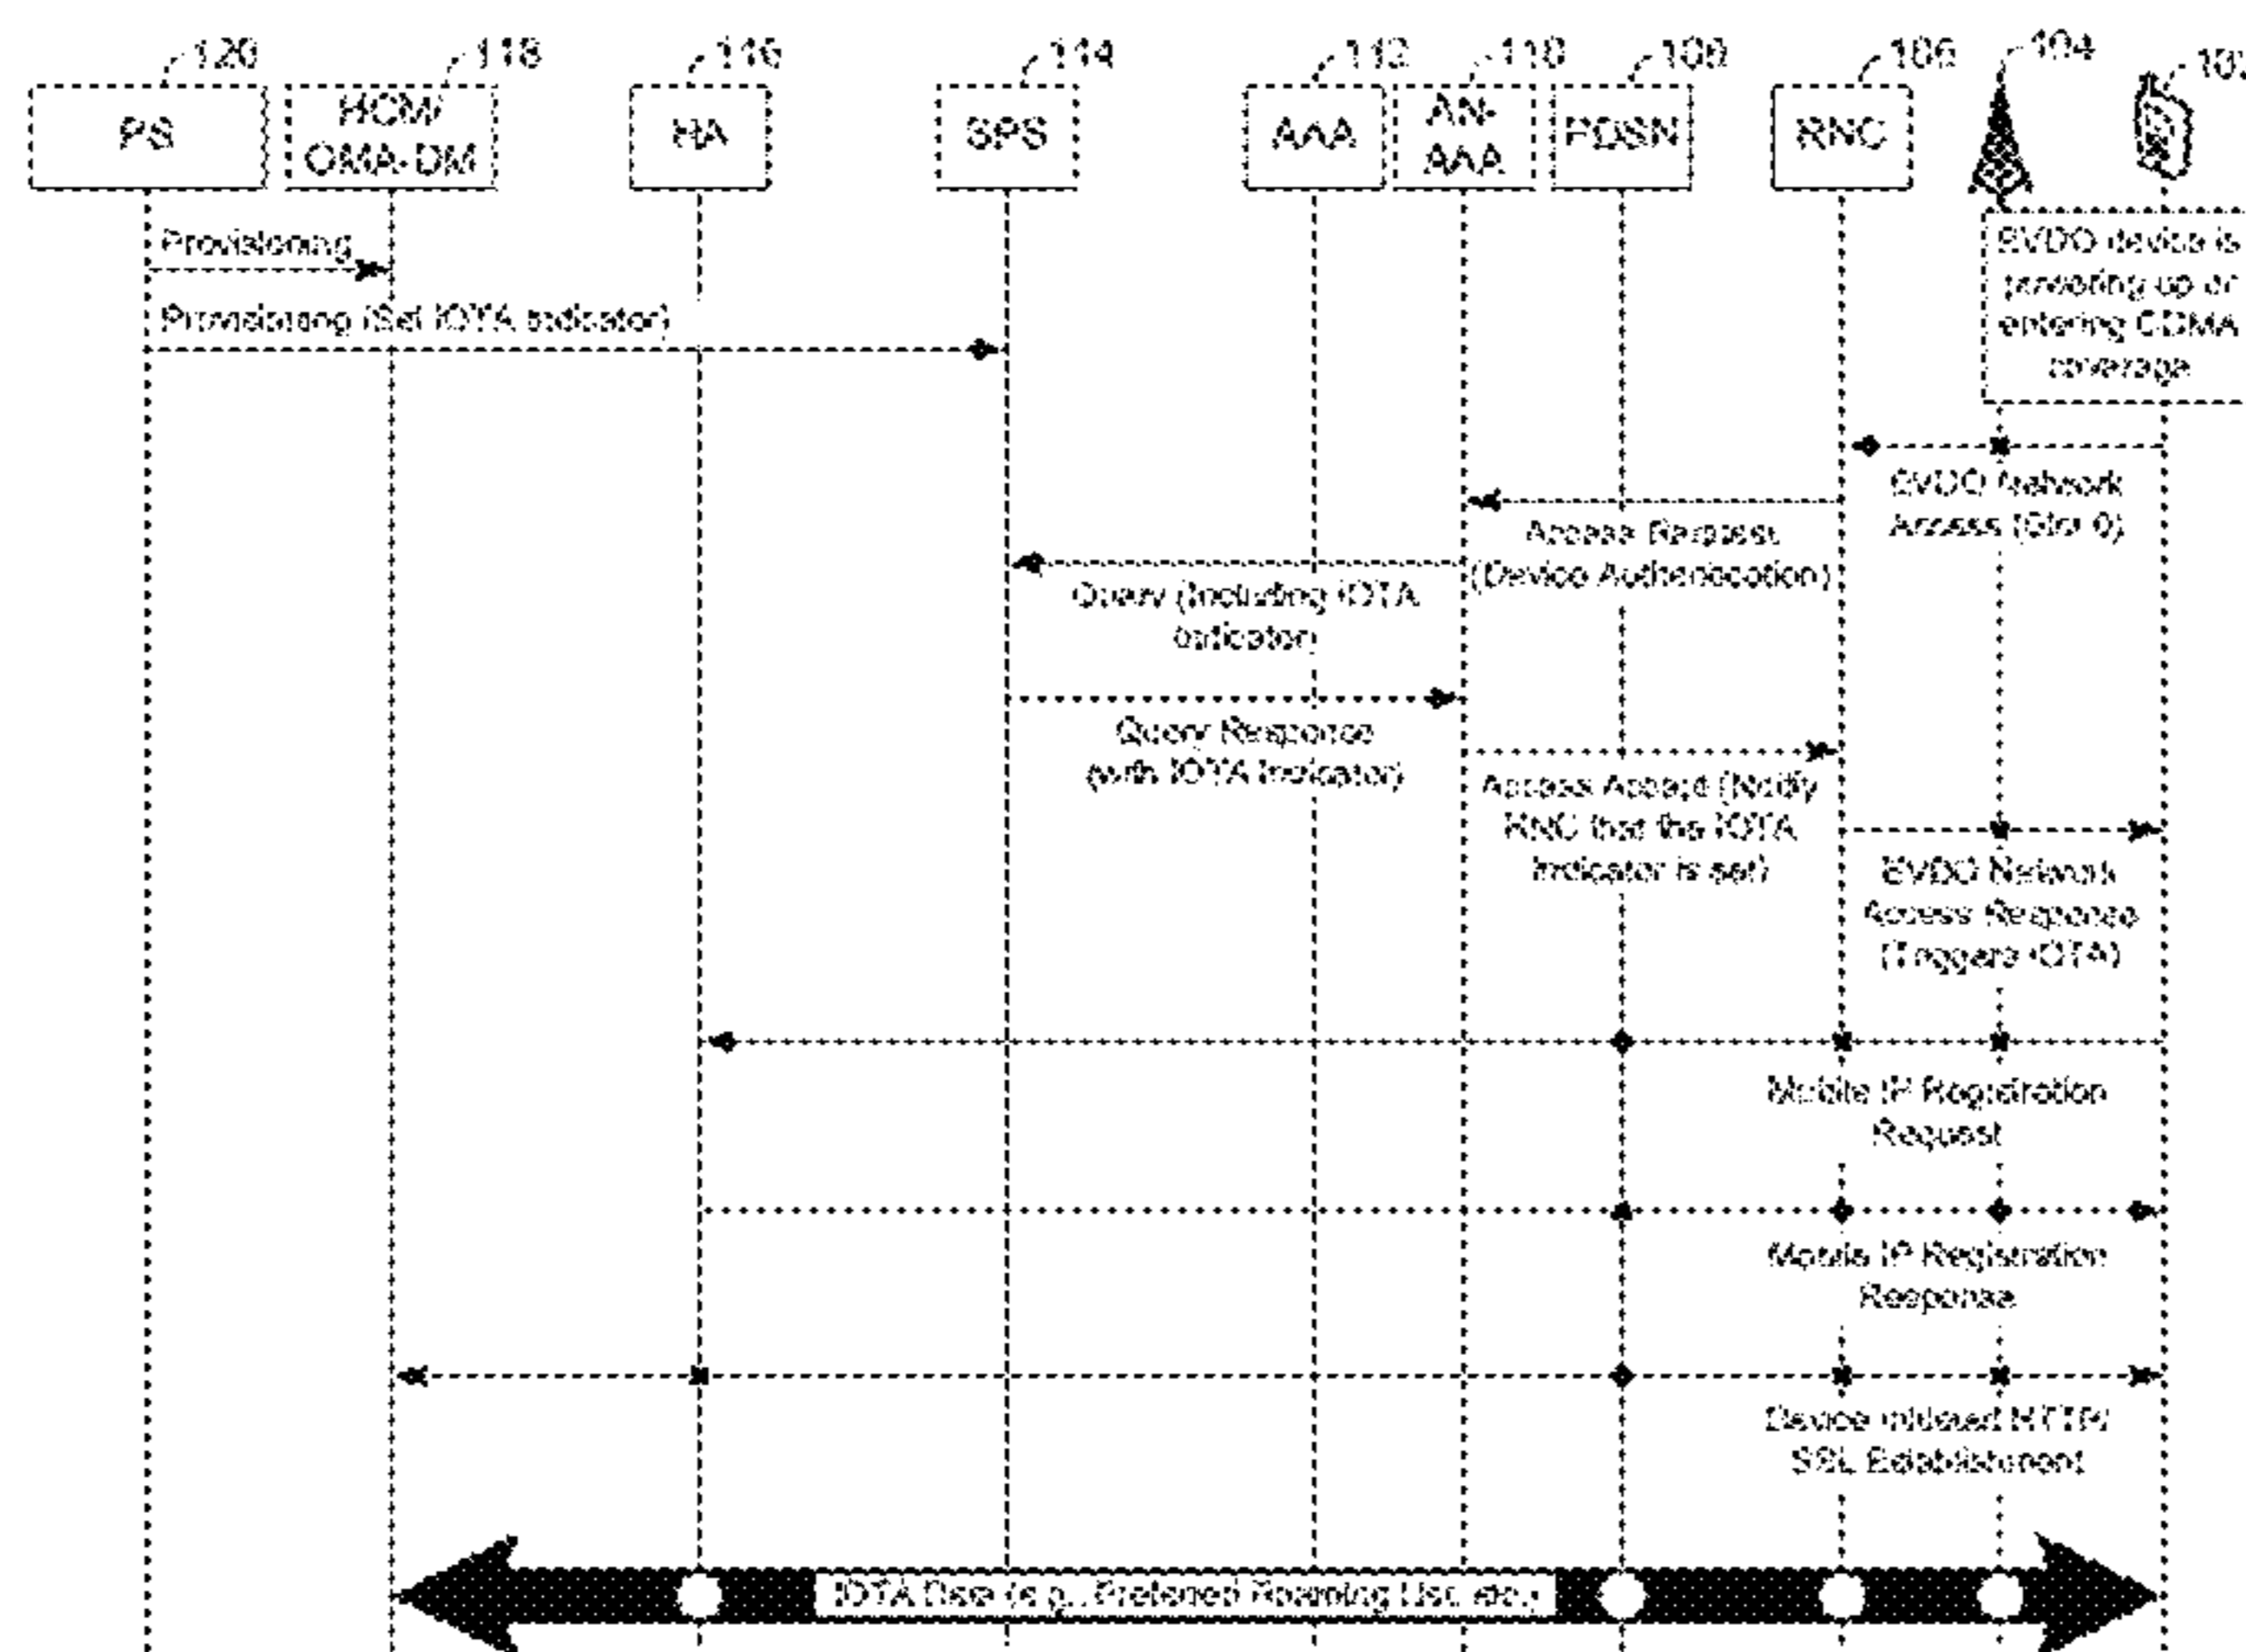 120
118
116
114
112
110
108
106
104
PS
HCM/
OMA-DM
HA
SPS
AAA
AN-
AAA
PDSN
RNC
Provisioning
Provisioning (Set IOTA Indicator)
EVDO device is
powering up or
entering CDMA
coverage
EVDO Network
Access (Gtst 0)
Access Request
(Device Authentication)
Query (Including IOTA
Indicator)
Query Response
(with IOTA Indicator)
Access Accept (Notify
RNC that the IOTA
Indicator is set)
EVDO Network
Access Response
(Triggers IOTA)
Mobile IP Registration
Request
Mobile IP Registration
Response
Device Initiated HTTP/
SSL Establishment
IOTA Data (e.g., Preferred Roaming List, etc.)